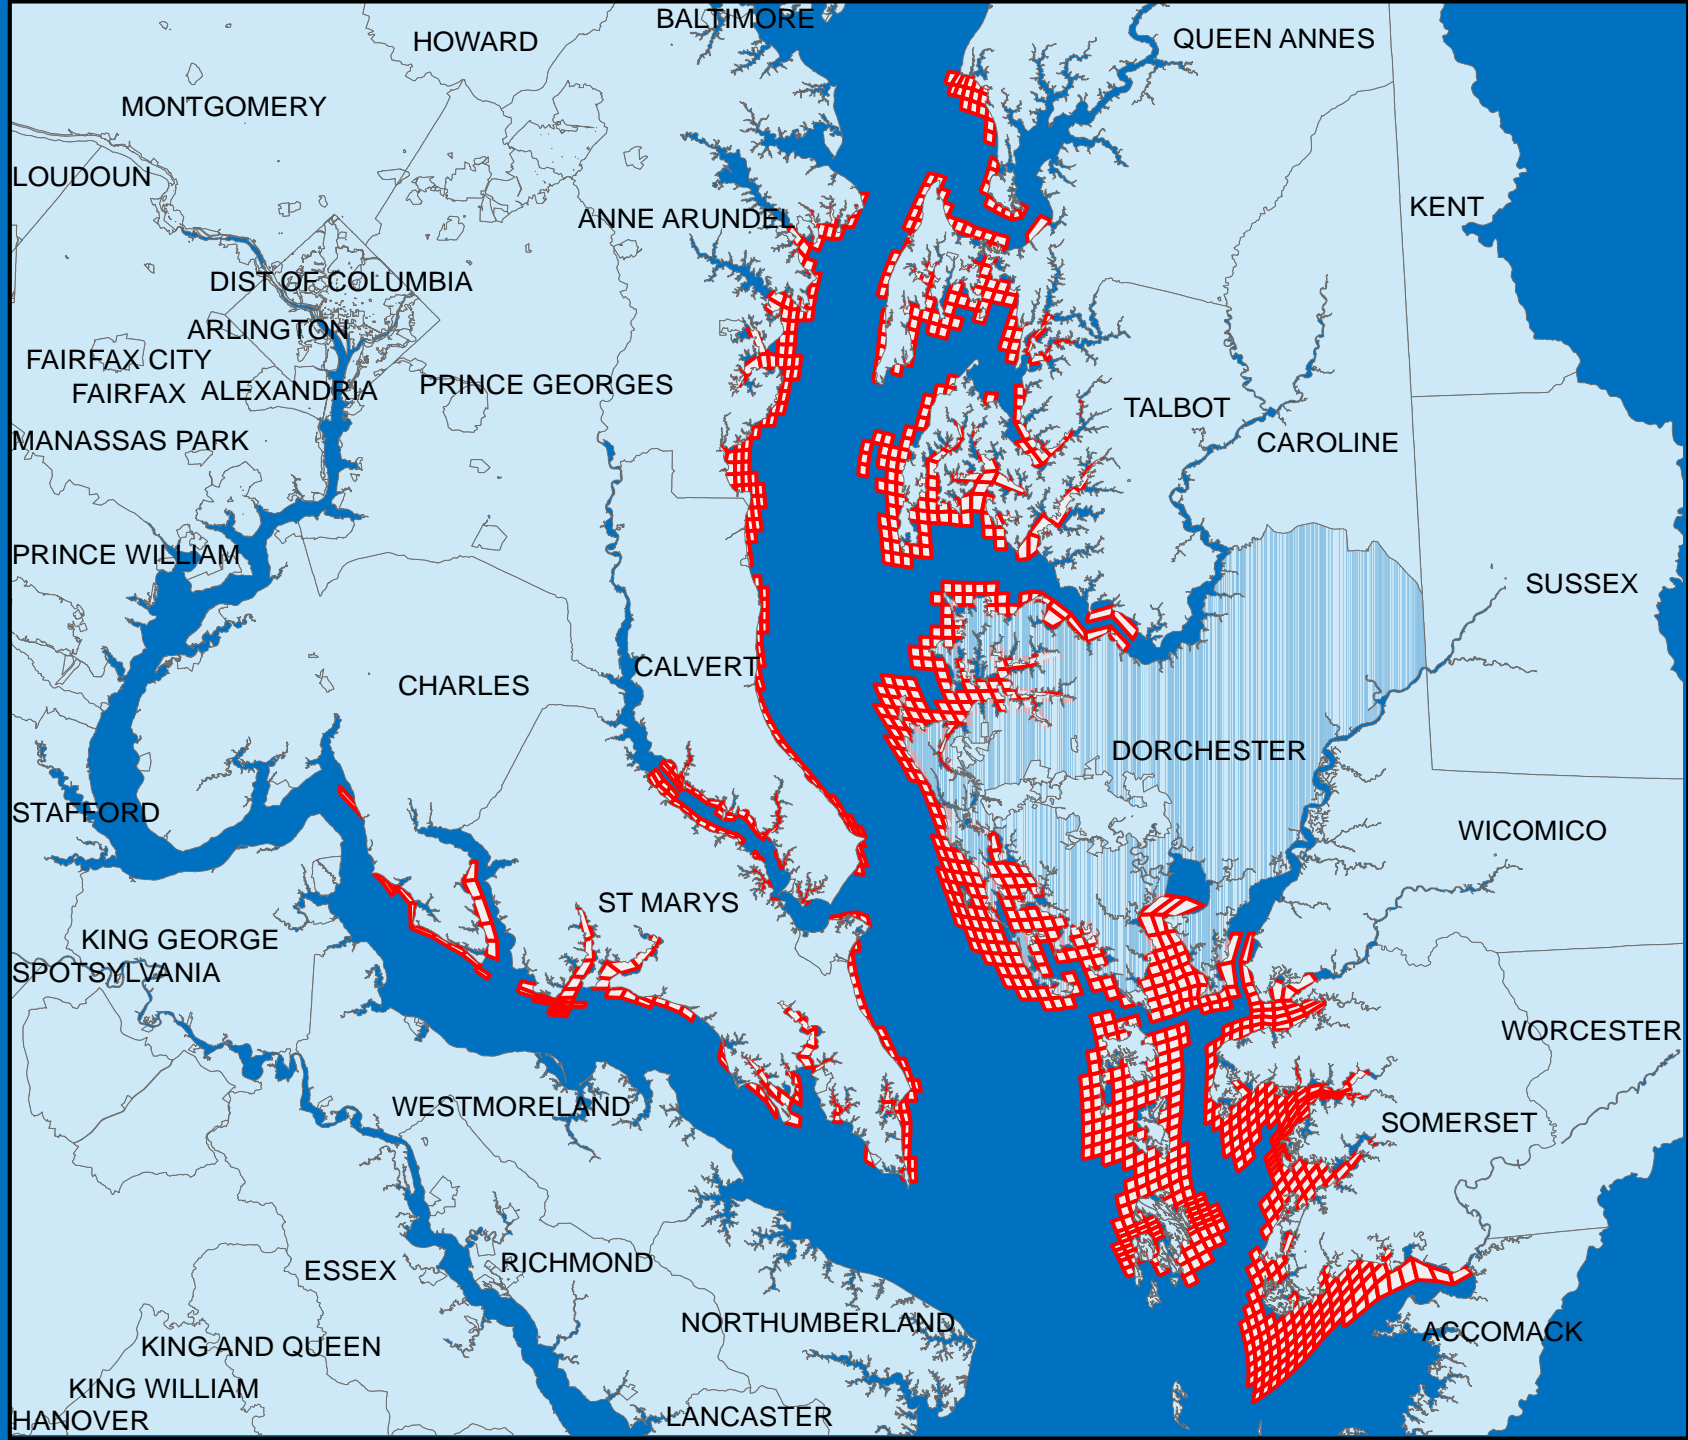 BALTIMORE
HOWARD
QUEEN ANNES
MONTGOMERY
LOUDOUN
KENT
ANNE ARUNDEL
DIST OF COLUMBIA
ARLINGTON
FAIRFAX CITY
PRINCE GEORGES
FAIRFAX
ALEXANDRIA
TALBOT
MANASSAS PARK
CAROLINE
PRINCE WILLIAM
SUSSEX
CALVERT
CHARLES
DORCHESTER
STAFFORD
WICOMICO
ST MARYS
KING GEORGE
SPOTSYLVANIA
WORCESTER
WESTMORELAND
SOMERSET
RICHMOND
ESSEX
NORTHUMBERLAND
ACCOMACK
KING AND QUEEN
KING WILLIAM
LANCASTER
HANOVER